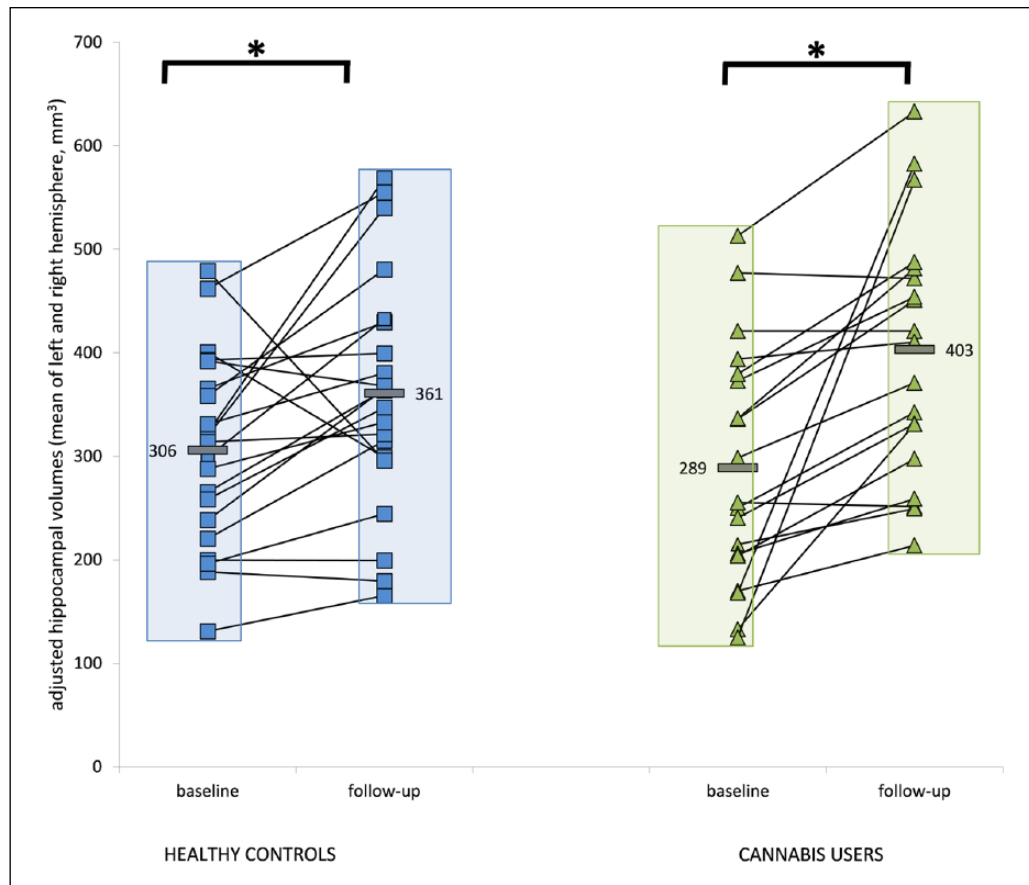 adjusted hippocampal volumes (mean of left and right hemisphere, mm³)
700
600
500
400
300
200
100
0
*
306
361
*
289
403
baseline
follow-up
baseline
follow-up
HEALTHY CONTROLS
CANNABIS USERS